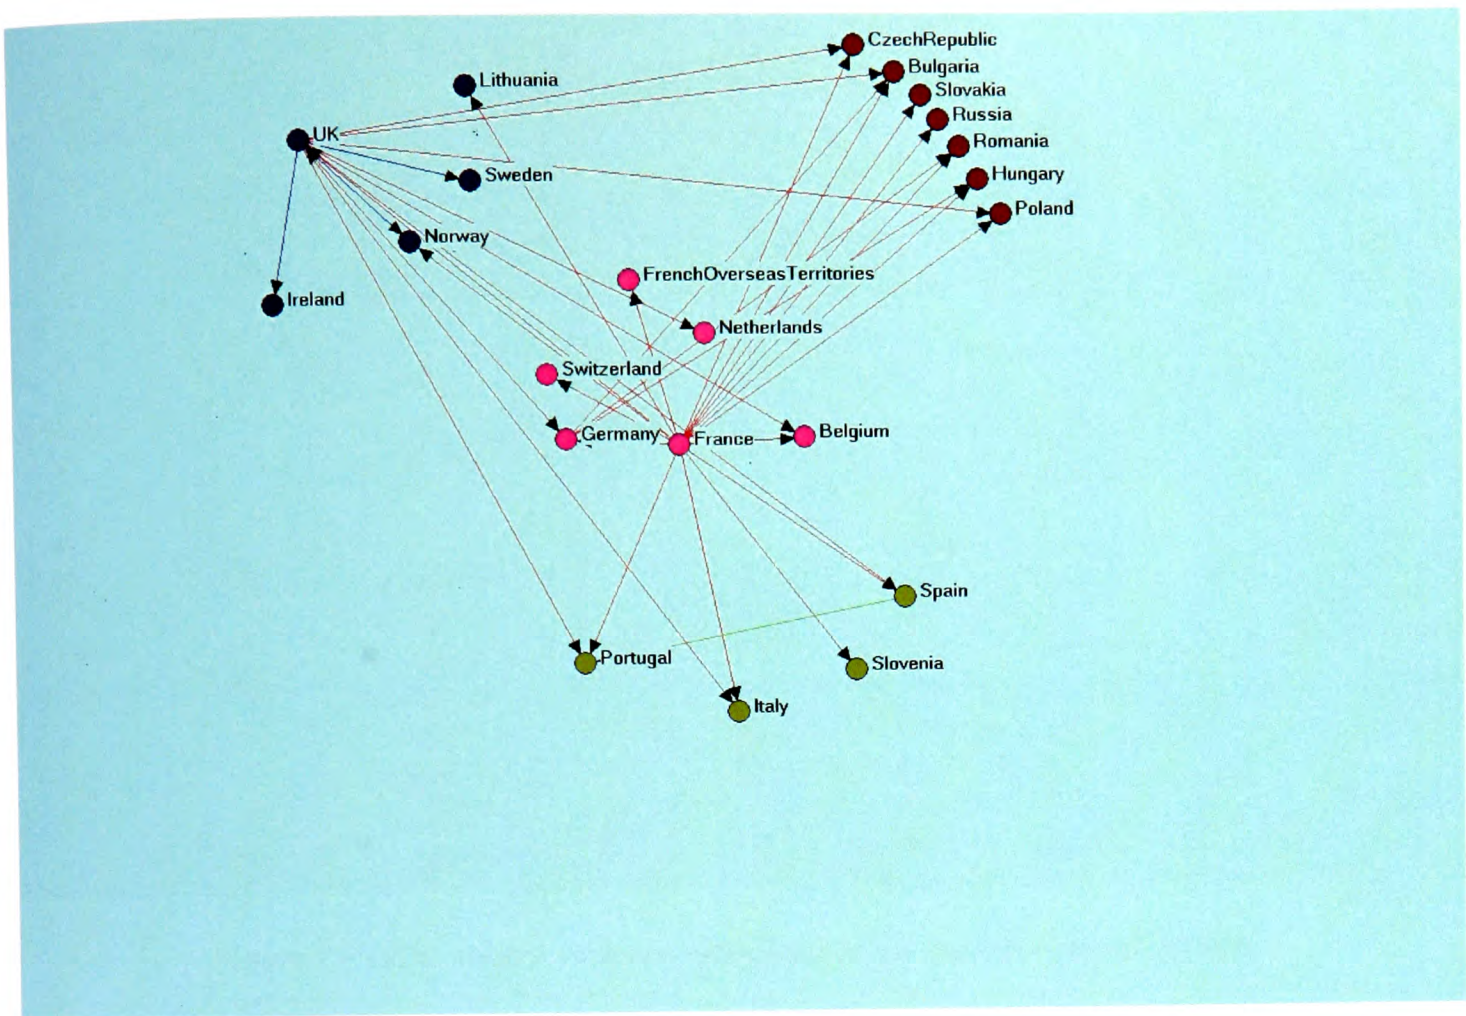 CzechRepublic
Lithuania
Bulgaria
Slovakia
Russia
UK
Romania
Sweden
Hungary
Poland
Norway
FrenchOverseasTerritories
Ireland
Netherlands
Switzerland
Germany
France
Belgium
Spain
Portugal
Slovenia
Italy